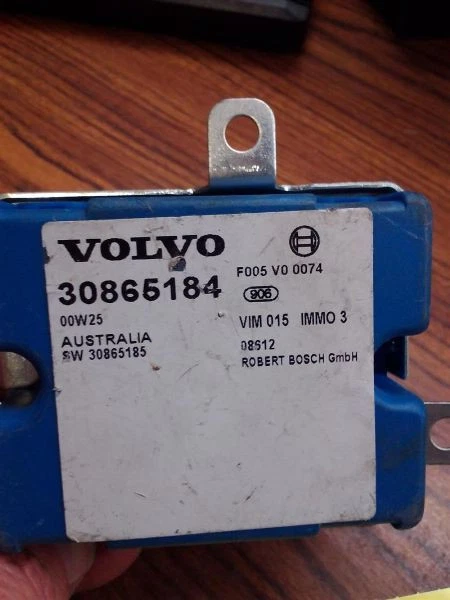 VOLVO
30865184
00W25
AUSTRALIA
SW 30865185
F005 V0 0074
906
VIM 015 IMMO 3
08612
ROBERT BOSCH GmbH